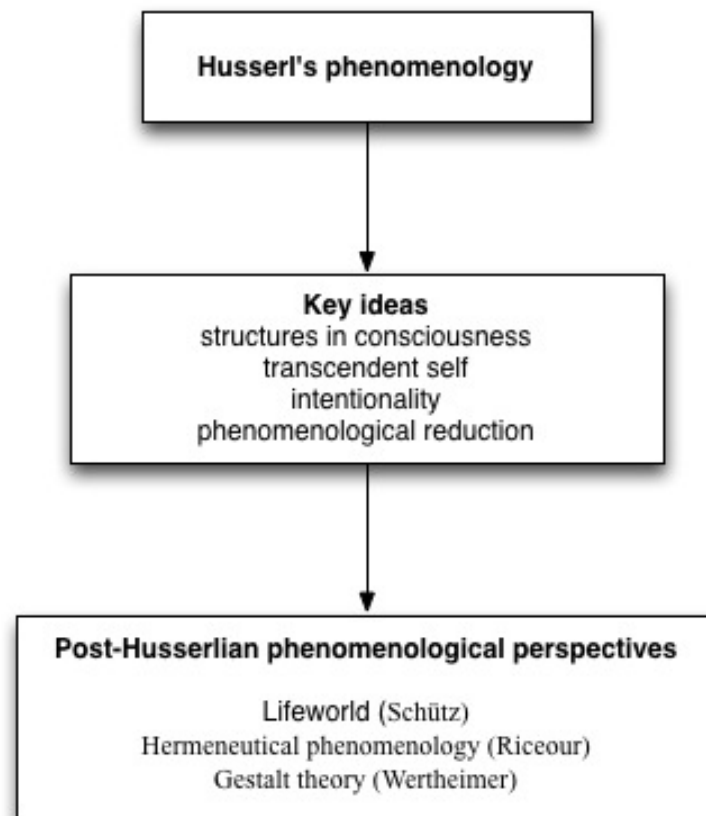 Husserl's phenomenology
Key ideas
structures in consciousness
transcendent self
intentionality
phenomenological reduction
Post-Husserlian phenomenological perspectives
Lifeworld (Schütz)
Hermeneutical phenomenology (Riceour)
Gestalt theory (Wertheimer)